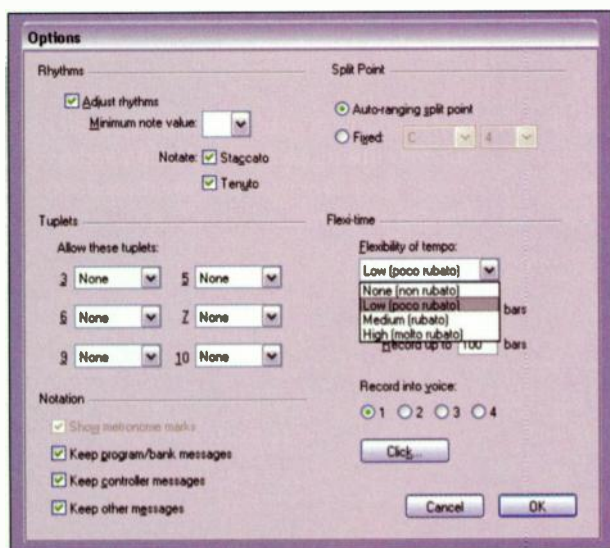 Options
Rhythms
Adjust rhythms
Minimum note value:
Notate: Staccato
Tenuto
Split Point
Auto-ranging split point
Fixed: C 4
Tuplets
Allow these tuplets:
3 None 5 None
6 None 7 None
9 None 10 None
Flexi-time
Flexibility of tempo:
Low (poco rubato)
None (non rubato)
Low (poco rubato)
Medium (rubato)
High (molto rubato)
bars
Record up to 100 bars
Record into voice:
1 2 3 4
Click...
Notation
Show metronome marks
Keep program/bank messages
Keep controller messages
Keep other messages
Cancel OK